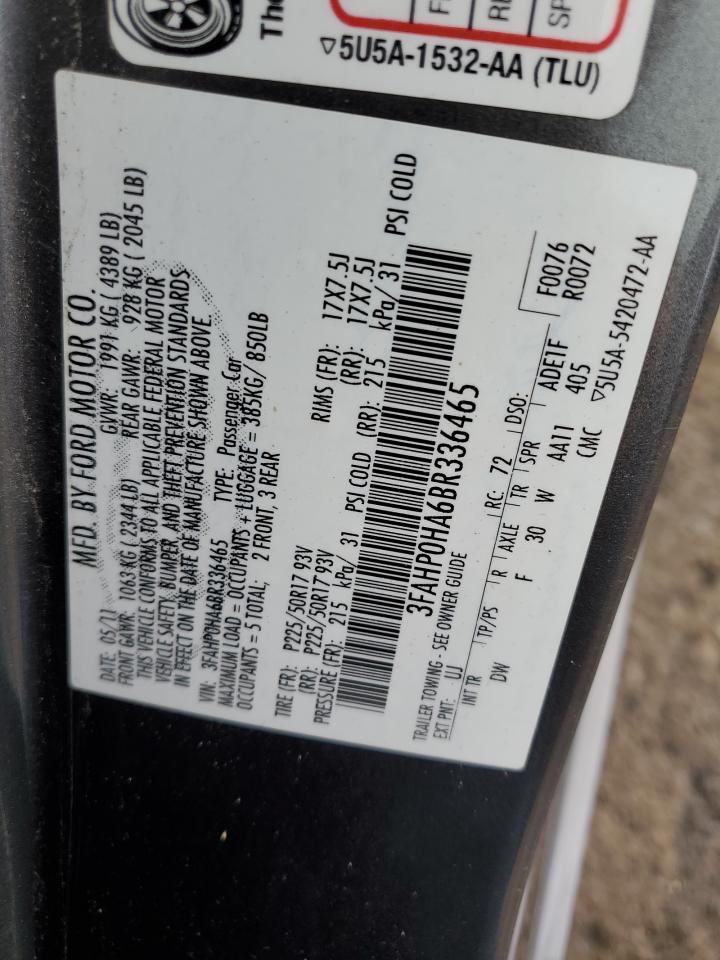 The
F
RE
SP
▽5U5A-1532-AA (TLU)
MFD. BY FORD MOTOR CO.
DATE: 05/11 GVWR: 1991 KG ( 4389 LB)
FRONT GAWR: 1063 KG ( 2344 LB) REAR GAWR: 928 KG ( 2045 LB)
THIS VEHICLE CONFORMS TO ALL APPLICABLE FEDERAL MOTOR
VEHICLE SAFETY, BUMPER, AND THEFT PREVENTION STANDARDS
IN EFFECT ON THE DATE OF MANUFACTURE SHOWN ABOVE
VIN: 3FAHP0HA6BR336465 TYPE: Passenger Car
MAXIMUM LOAD = OCCUPANTS + LUGGAGE = 385KG/ 850LB
OCCUPANTS = 5 TOTAL; 2 FRONT, 3 REAR
TIRE (FR): P225/50R17 93V RIMS (FR): 17X7.5J
(RR): P225/50R17 93V (RR): 17X7.5J
PRESSURE (FR): 215 kPa/ 31 PSI COLD (RR): 215 kPa/ 31 PSI COLD
3FAHP0HA6BR336465
TRAILER TOWING - SEE OWNER GUIDE
EXT PNT: UJ RC: 72 DSO: F0076
R0072
INT TR TP/PS R AXLE TR SPR ADE1F
DW F 30 W AA11 405
CMC
▽5U5A-5420472-AA